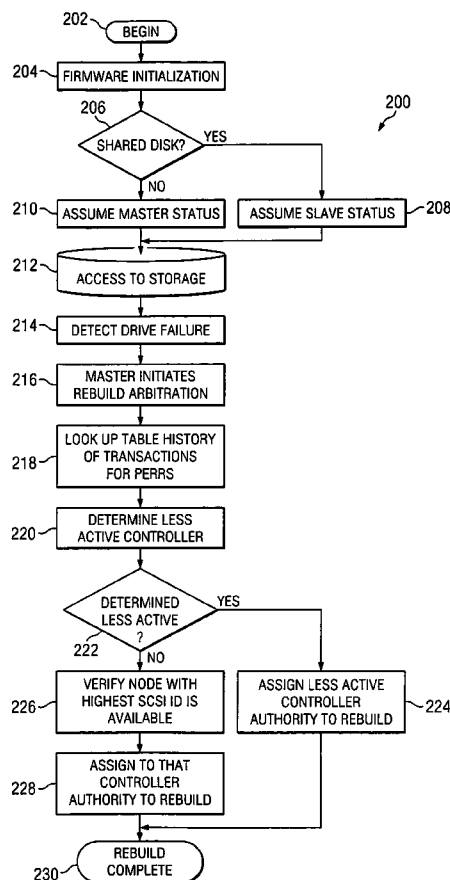 202
BEGIN
204
FIRMWARE INITIALIZATION
206
SHARED DISK?
YES
200
NO
210
ASSUME MASTER STATUS
ASSUME SLAVE STATUS
208
212
ACCESS TO STORAGE
214
DETECT DRIVE FAILURE
216
MASTER INITIATES
REBUILD ARBITRATION
218
LOOK UP TABLE HISTORY
OF TRANSACTIONS
FOR PERRS
220
DETERMINE LESS
ACTIVE CONTROLLER
DETERMINED
LESS ACTIVE
?
YES
222
NO
226
VERIFY NODE WITH
HIGHEST SCSI ID IS
AVAILABLE
ASSIGN LESS ACTIVE
CONTROLLER
AUTHORITY TO REBUILD
224
228
ASSIGN TO THAT
CONTROLLER
AUTHORITY TO REBUILD
230
REBUILD
COMPLETE